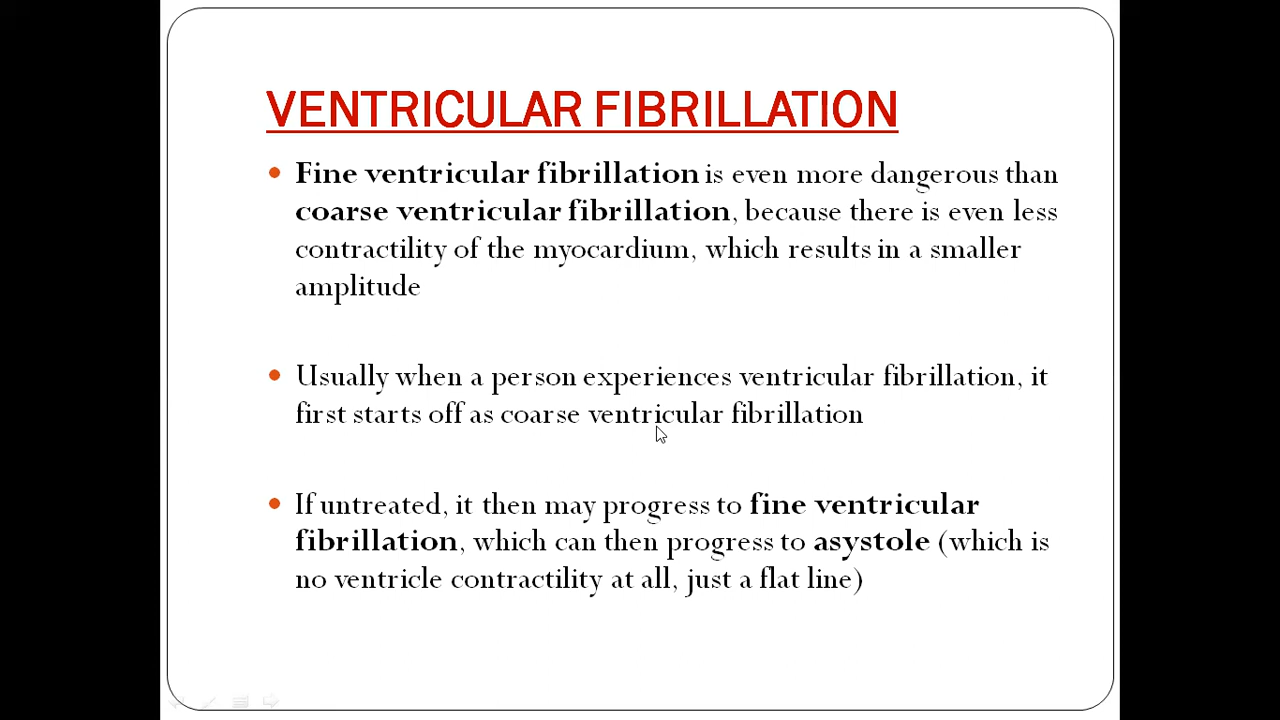 VENTRICULAR FIBRILLATION
• Fine ventricular fibrillation is even more dangerous than
coarse ventricular fibrillation, because there is even less
contractility of the myocardium, which results in a smaller
amplitude
• Usually when a person experiences ventricular fibrillation, it
first starts off as coarse ventricular fibrillation
• If untreated, it then may progress to fine ventricular
fibrillation, which can then progress to asystole (which is
no ventricle contractility at all, just a flat line)